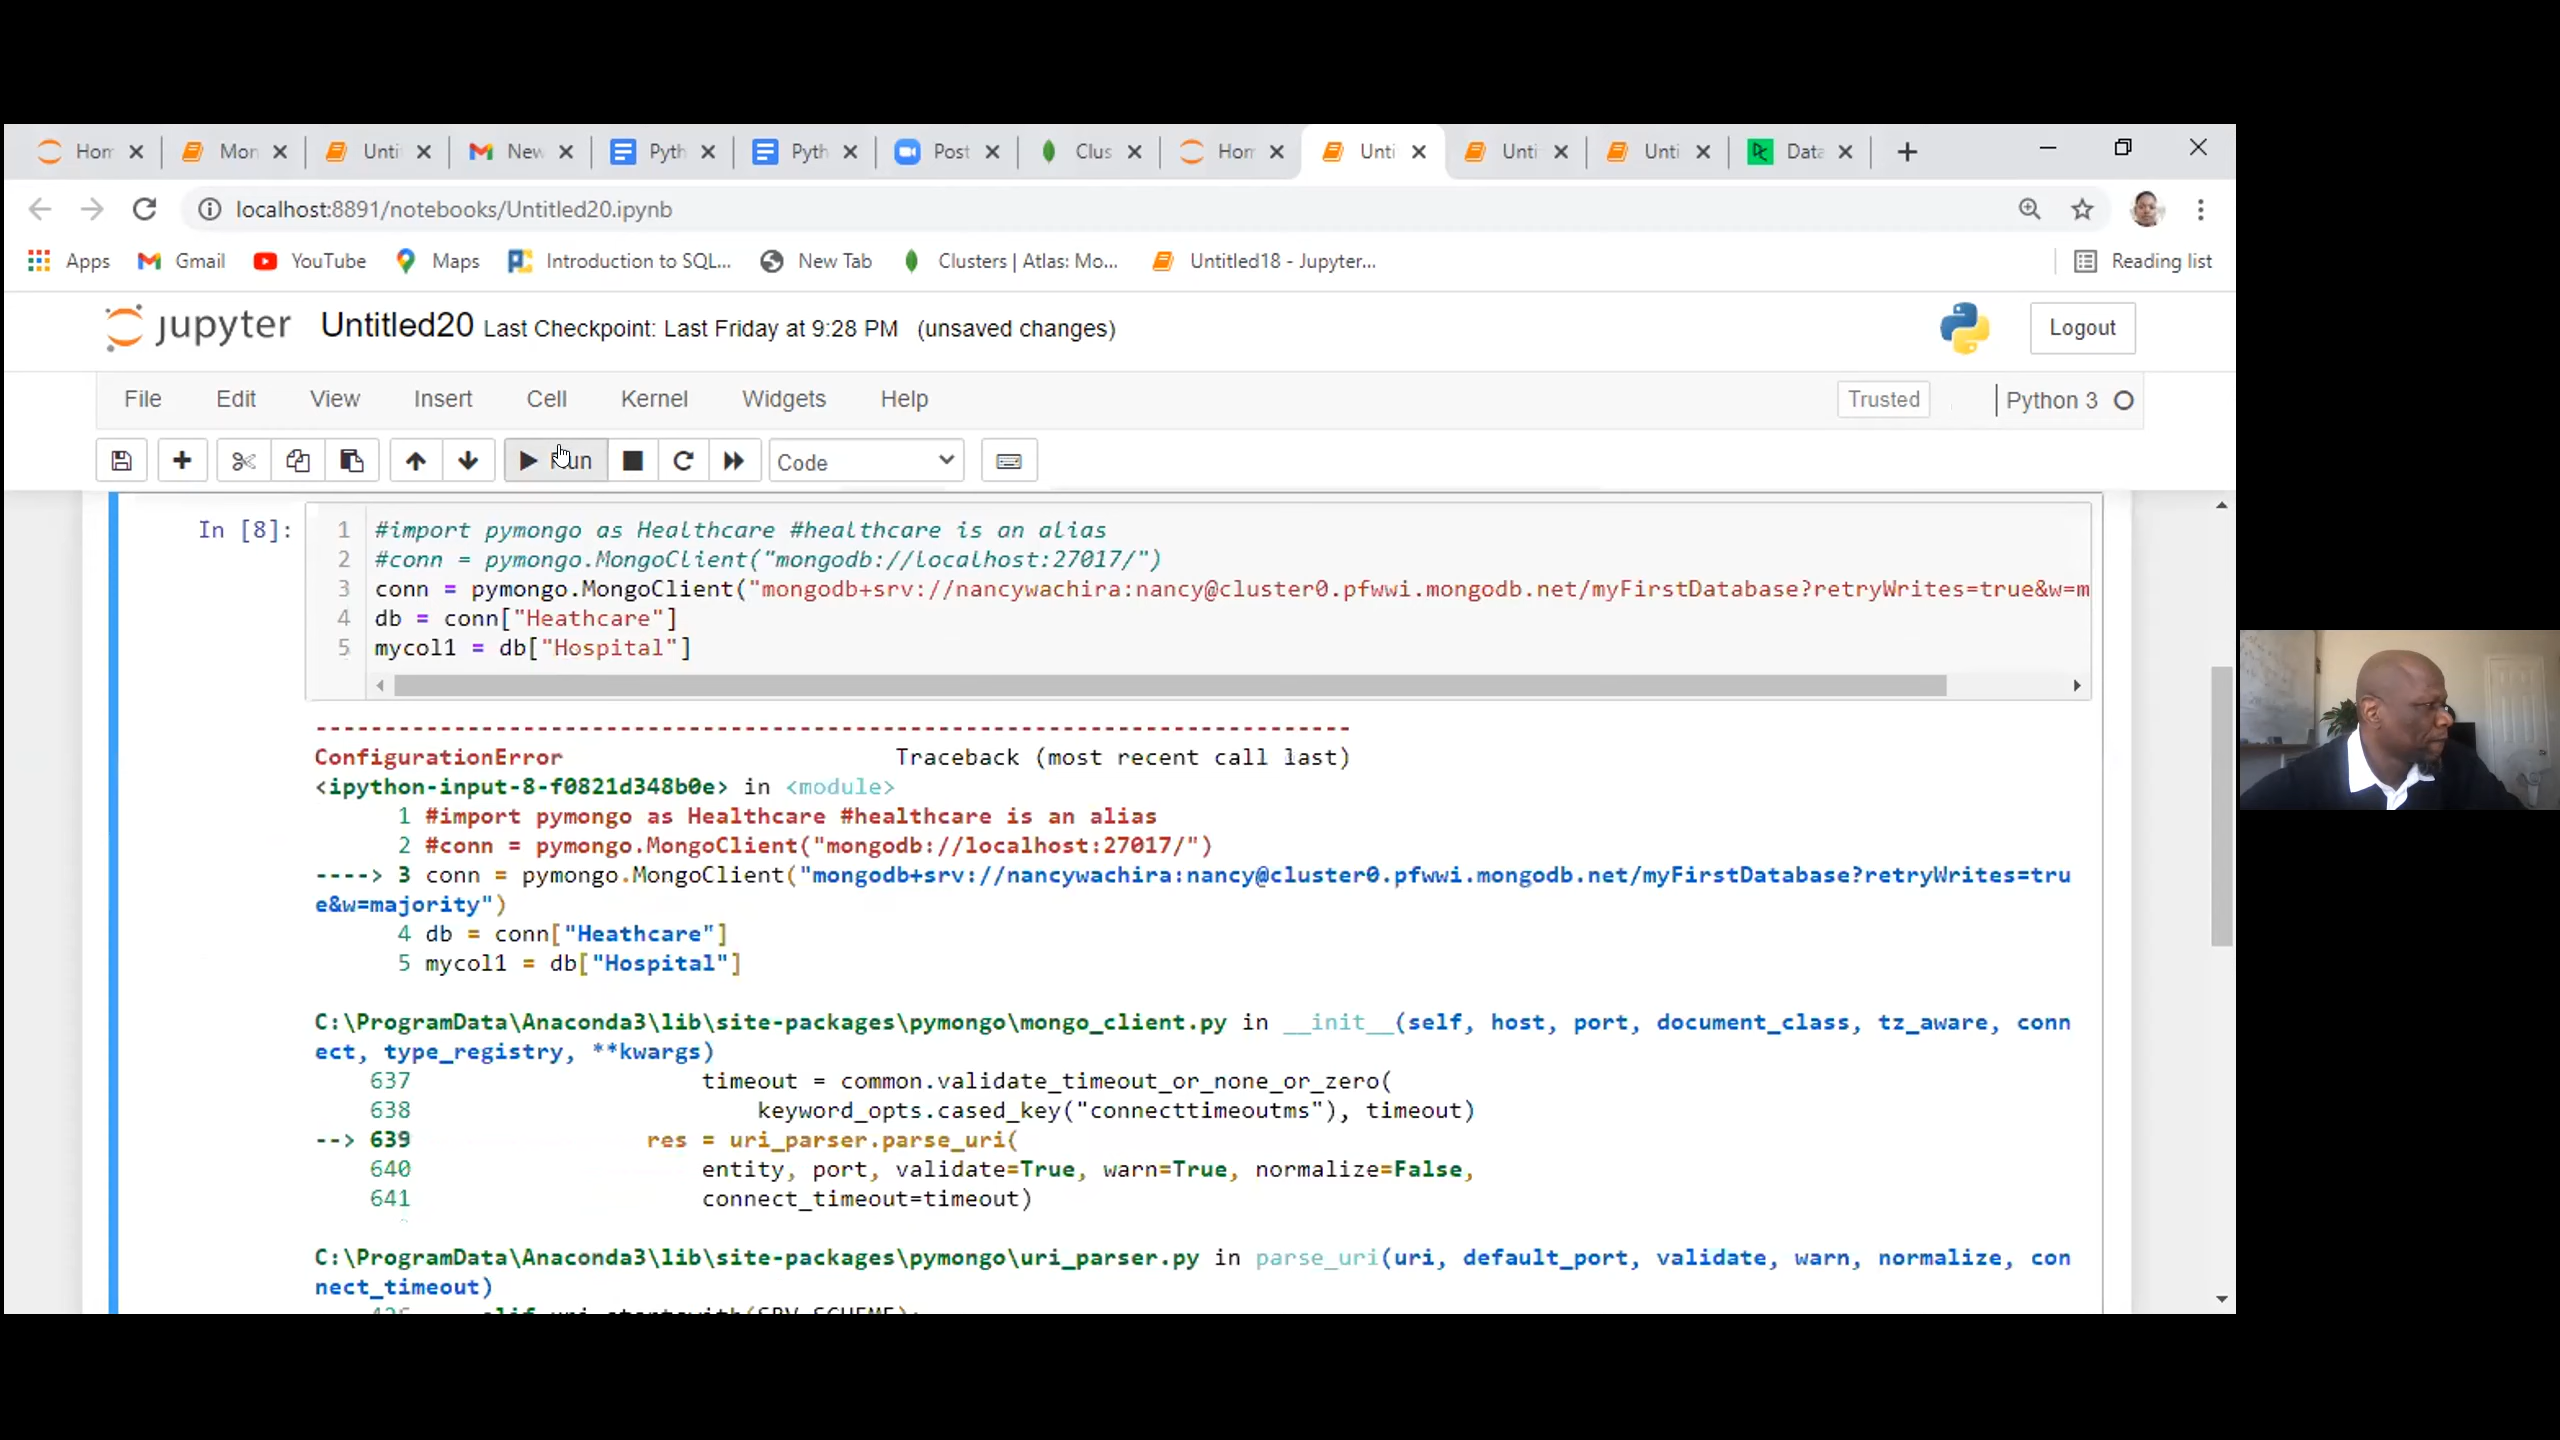 Hom
Mon
Unti
New
Pyth
Pyth
Post
Clus
Hom
Unti
Unti
Unti
Data
localhost:8891/notebooks/Untitled20.ipynb
Apps
Gmail
YouTube
Maps
Introduction to SQL...
New Tab
Clusters | Atlas: Mo...
Untitled18 - Jupyter...
Reading list
jupyter Untitled20 Last Checkpoint: Last Friday at 9:28 PM (unsaved changes)
Logout
File Edit View Insert Cell Kernel Widgets Help
Trusted
Python 3
Code
In [8]:
1 #import pymongo as Healthcare #healthcare is an alias
2 #conn = pymongo.MongoClient("mongodb://localhost:27017/")
3 conn = pymongo.MongoClient("mongodb+srv://nancywachira:nancy@cluster0.pfwwi.mongodb.net/myFirstDatabase?retryWrites=true&w=m
4 db = conn["Heathcare"]
5 mycol1 = db["Hospital"]
---------------------------------------------------------------------------
ConfigurationError Traceback (most recent call last)
<ipython-input-8-f0821d348b0e> in <module>
1 #import pymongo as Healthcare #healthcare is an alias
2 #conn = pymongo.MongoClient("mongodb://localhost:27017/")
----> 3 conn = pymongo.MongoClient("mongodb+srv://nancywachira:nancy@cluster0.pfwwi.mongodb.net/myFirstDatabase?retryWrites=tru
e&w=majority")
4 db = conn["Heathcare"]
5 mycol1 = db["Hospital"]
C:\ProgramData\Anaconda3\lib\site-packages\pymongo\mongo_client.py in __init__(self, host, port, document_class, tz_aware, conn
ect, type_registry, **kwargs)
637 timeout = common.validate_timeout_or_none_or_zero(
638 keyword_opts.cased_key("connecttimeoutms"), timeout)
--> 639 res = uri_parser.parse_uri(
640 entity, port, validate=True, warn=True, normalize=False,
641 connect_timeout=timeout)
C:\ProgramData\Anaconda3\lib\site-packages\pymongo\uri_parser.py in parse_uri(uri, default_port, validate, warn, normalize, con
nect_timeout)